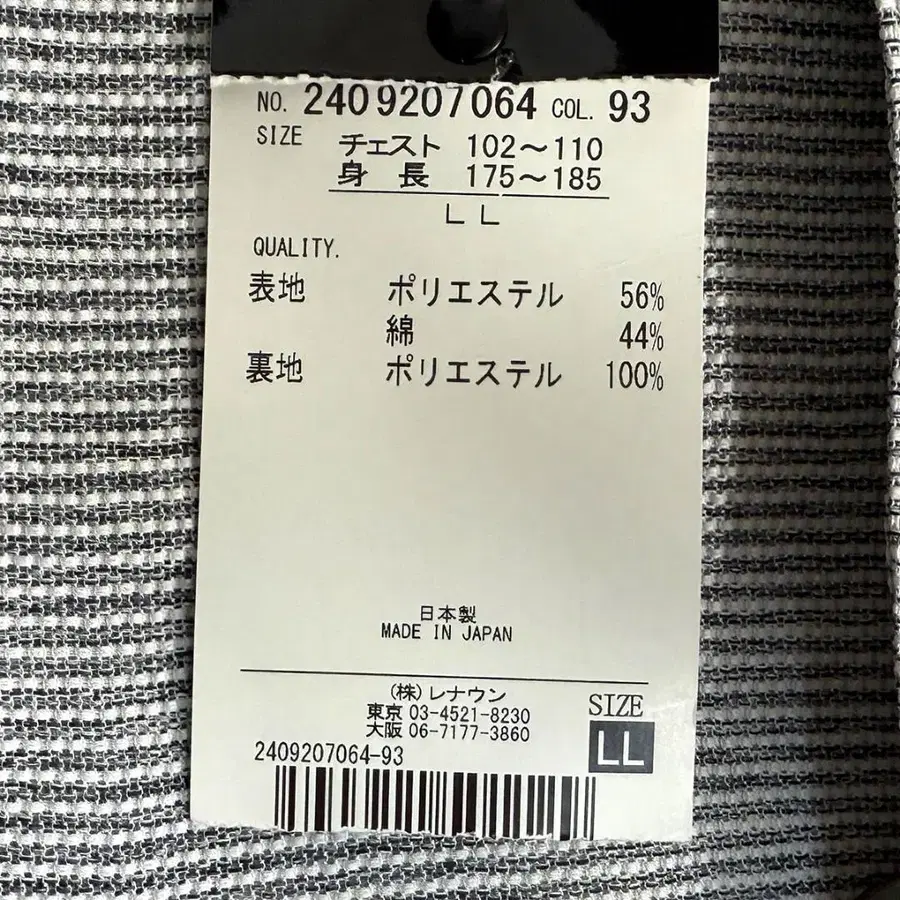 NO. 2409207064 COL. 93
SIZE チェスト 102～110
身長 175～185
LL
QUALITY.
表地 ポリエステル 56%
綿 44%
裏地 ポリエステル 100%
日本製
MADE IN JAPAN
(株)レナウン
東京 03-4521-8230
大阪 06-7177-3860
SIZE
LL
2409207064-93